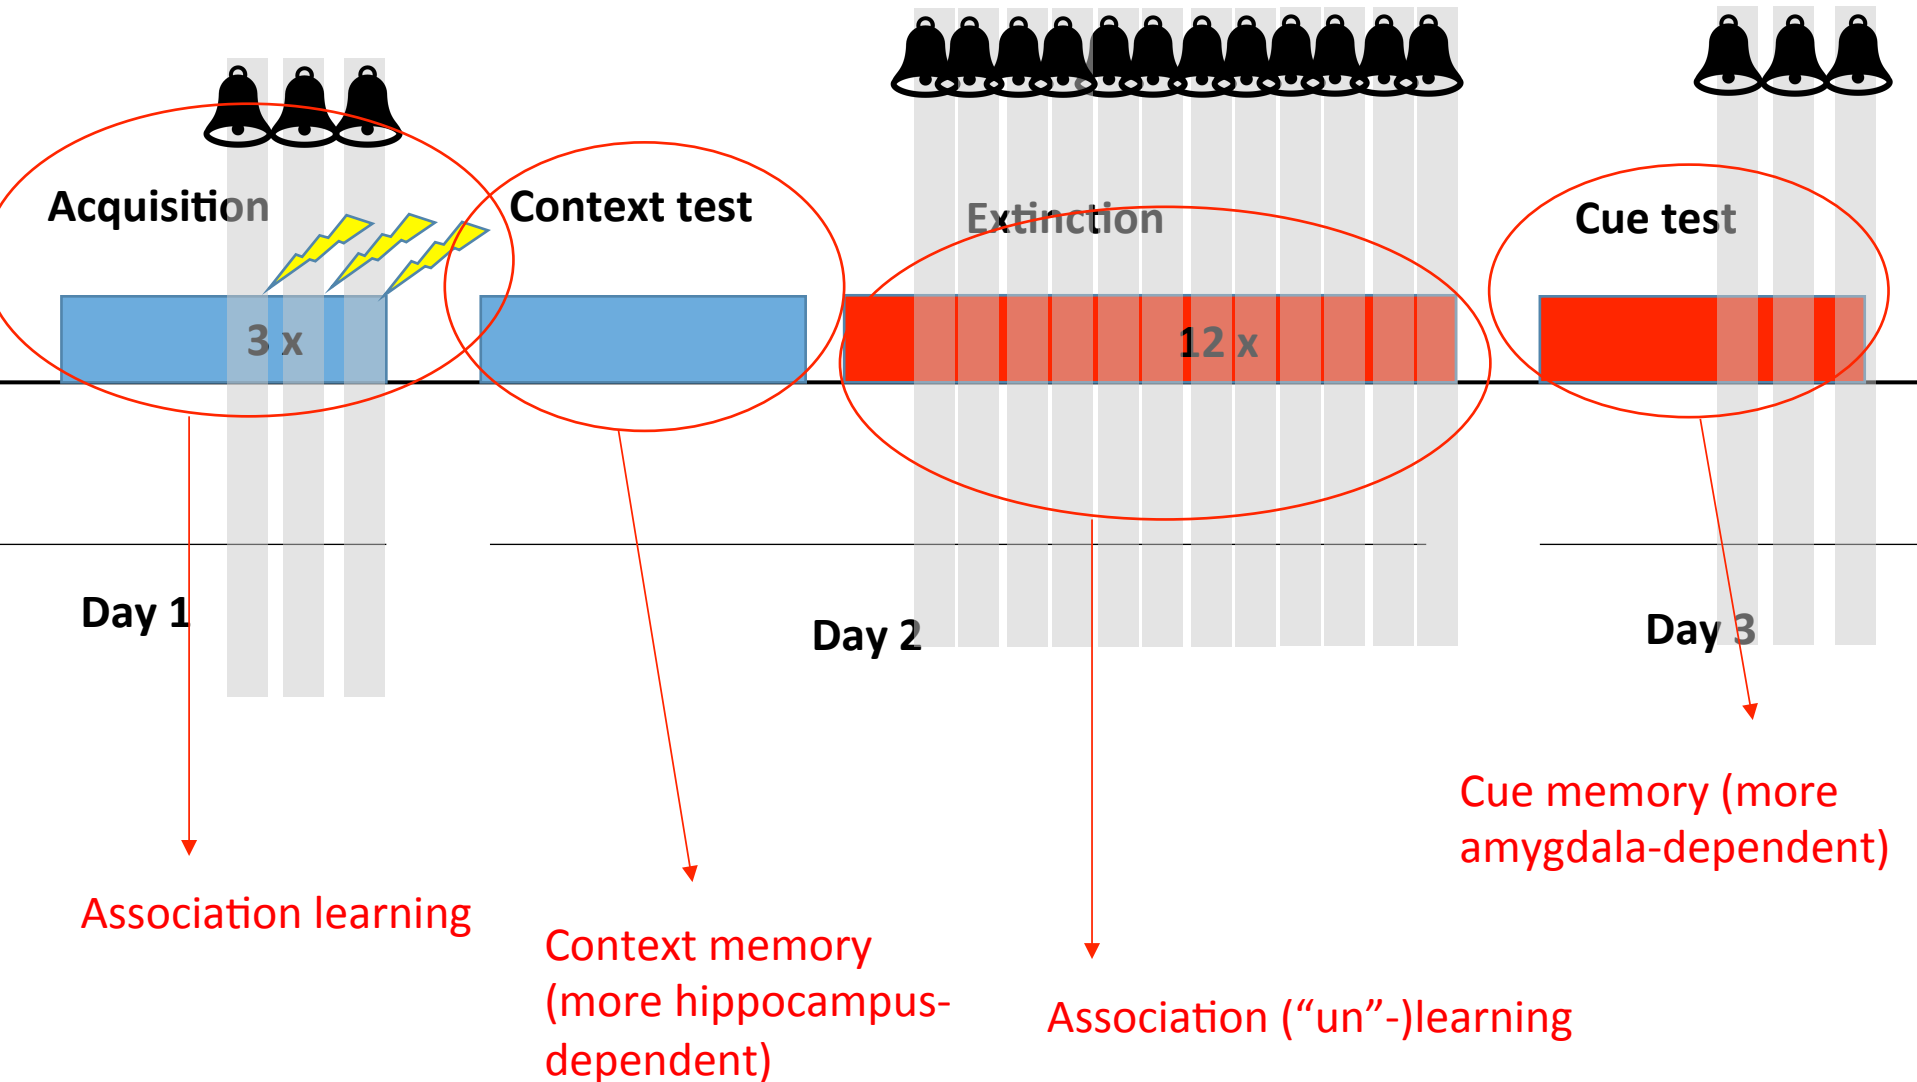 Acquisition
Context test
Extinction
Cue test
3 x
12 x
Day 1
Day 2
Day 3
Association learning
Context memory
(more hippocampus-
dependent)
Association (“un”-)learning
Cue memory (more
amygdala-dependent)